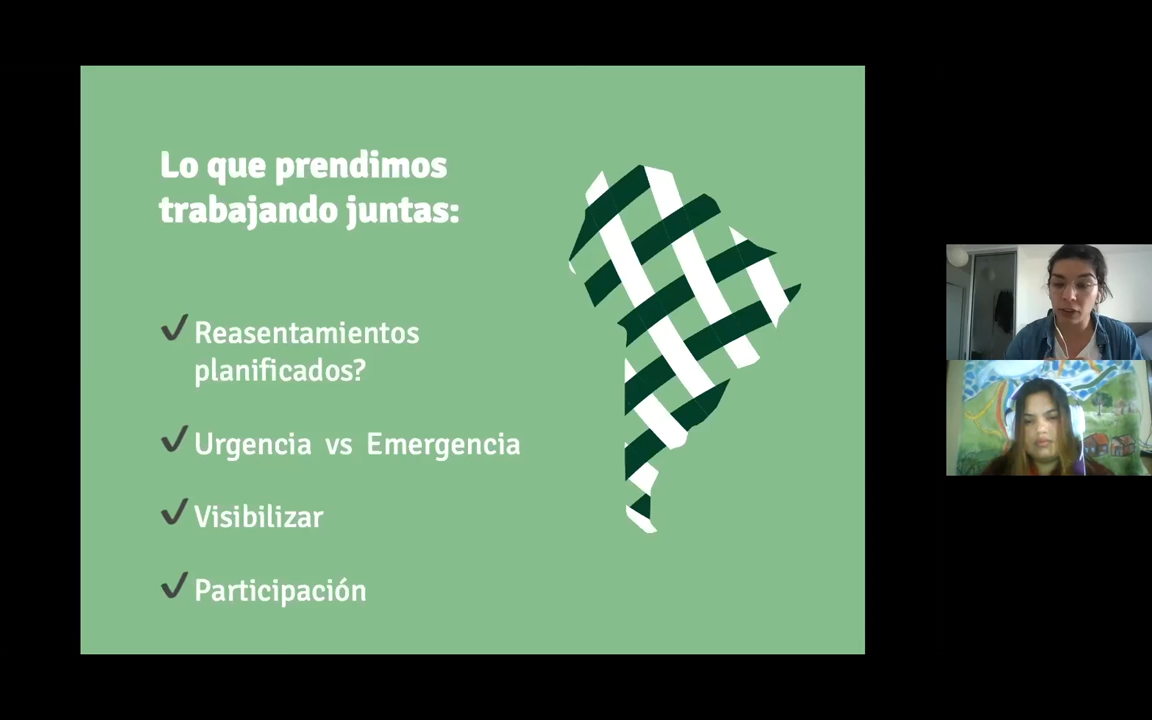 Lo que prendimos
trabajando juntas:
✓ Reasentamientos
planificados?
✓ Urgencia vs Emergencia
✓ Visibilizar
✓ Participación